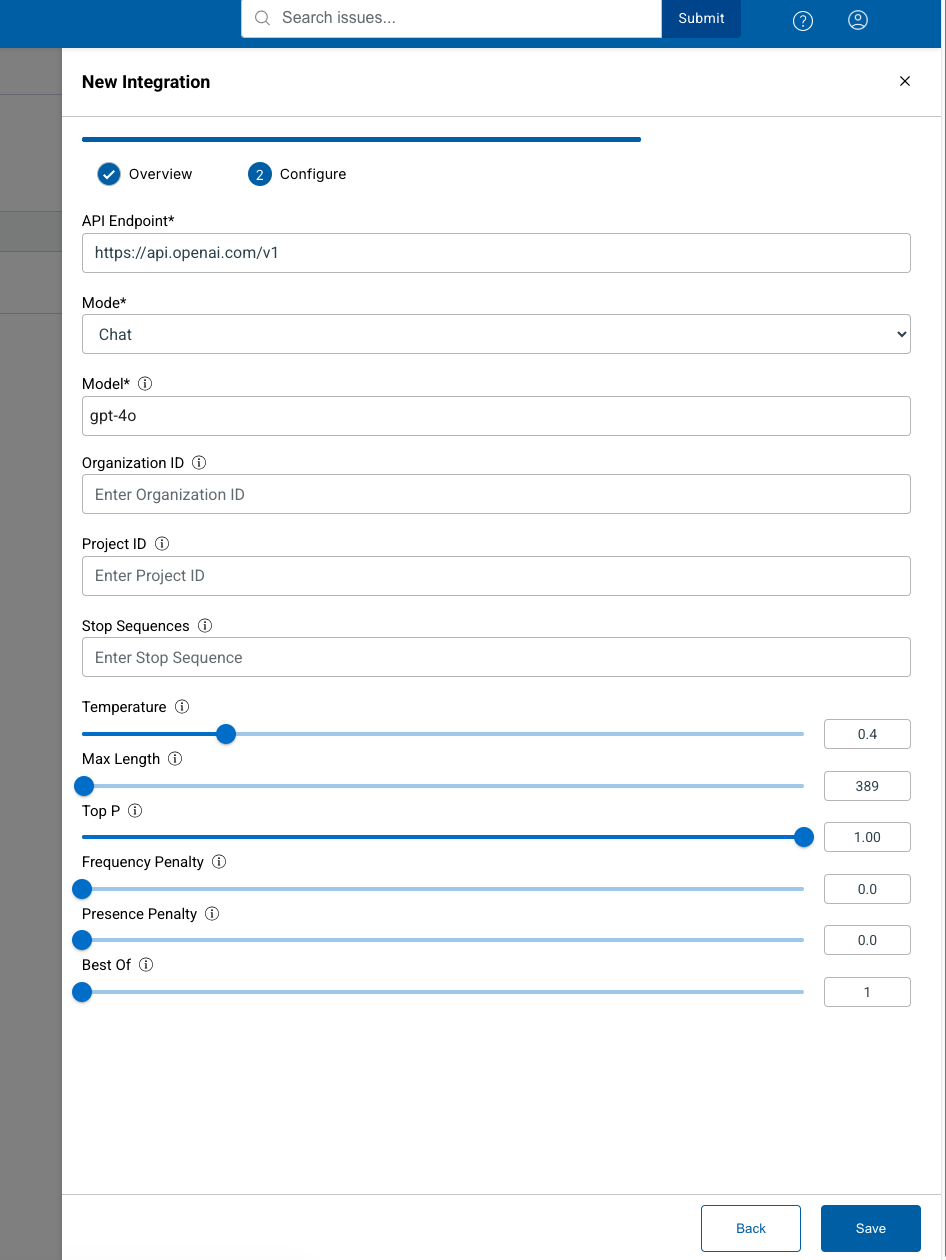 Search issues...
Submit
New Integration
Overview
2 Configure
API Endpoint*
https://api.openai.com/v1
Mode*
Chat
Model*
gpt-4o
Organization ID
Enter Organization ID
Project ID
Enter Project ID
Stop Sequences
Enter Stop Sequence
Temperature
0.4
Max Length
389
Top P
1.00
Frequency Penalty
0.0
Presence Penalty
0.0
Best Of
1
Back
Save